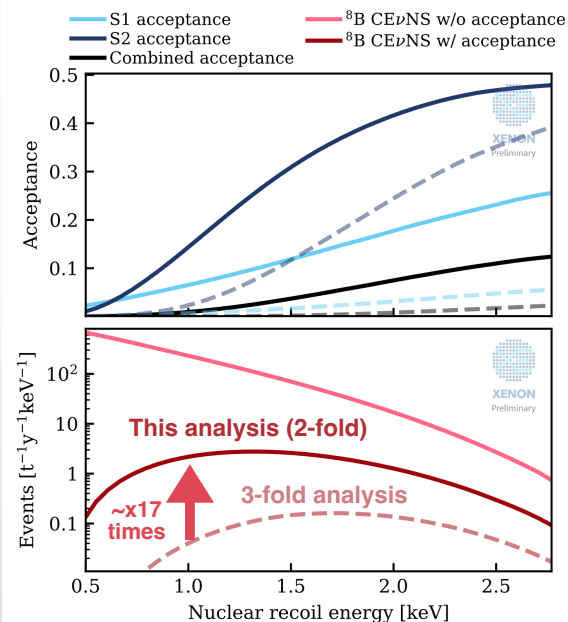 S1 acceptance
S2 acceptance
Combined acceptance
⁸B CEνNS w/o acceptance
⁸B CEνNS w/ acceptance
0.5
0.4
0.3
0.2
0.1
Acceptance
XENON
Preliminary
10²
10
1
0.1
Events [t⁻¹y⁻¹keV⁻¹]
XENON
Preliminary
This analysis (2-fold)
~x17
times
3-fold analysis
0.5 1.0 1.5 2.0 2.5
Nuclear recoil energy [keV]